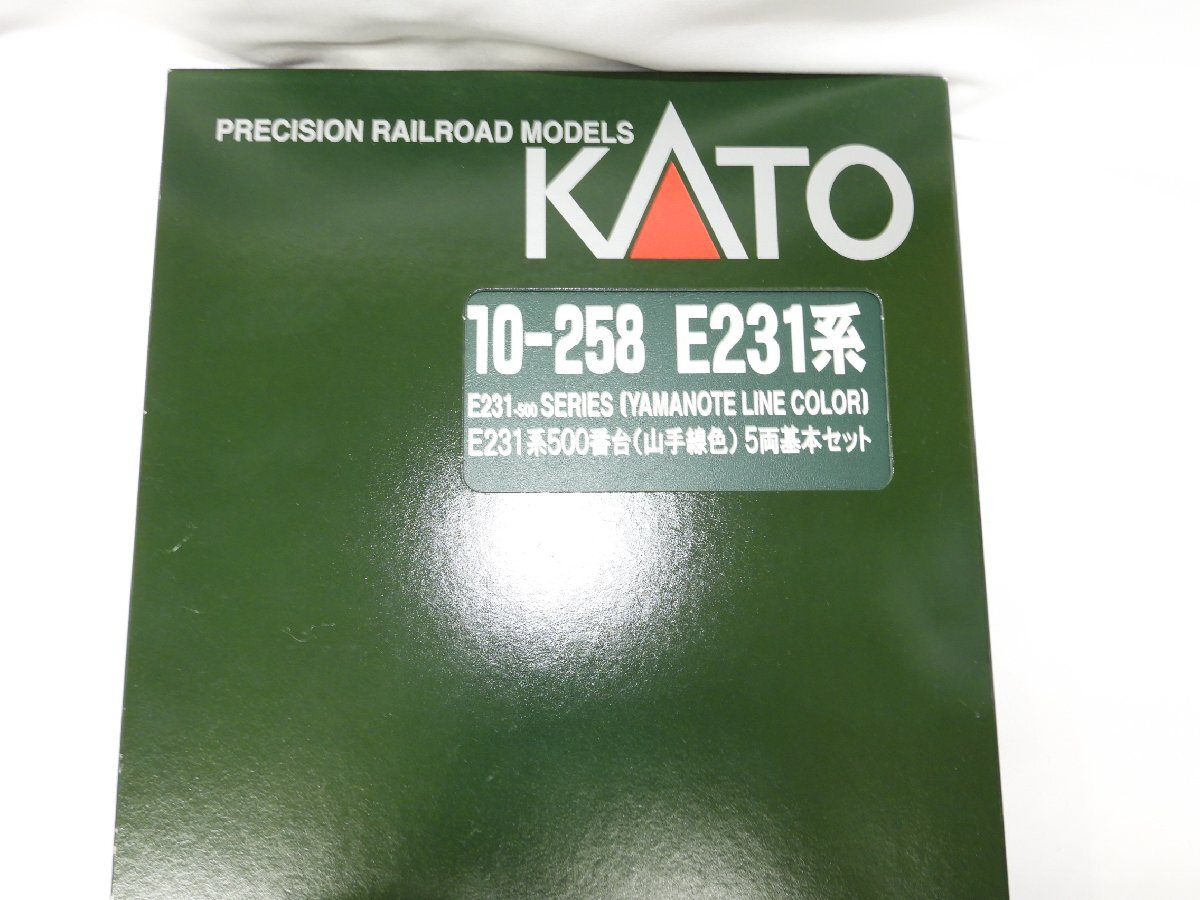 PRECISION RAILROAD MODELS
KATO
10-258 E231系
E231-500 SERIES (YAMANOTE LINE COLOR)
E231系500番台(山手線色) 5両基本セット